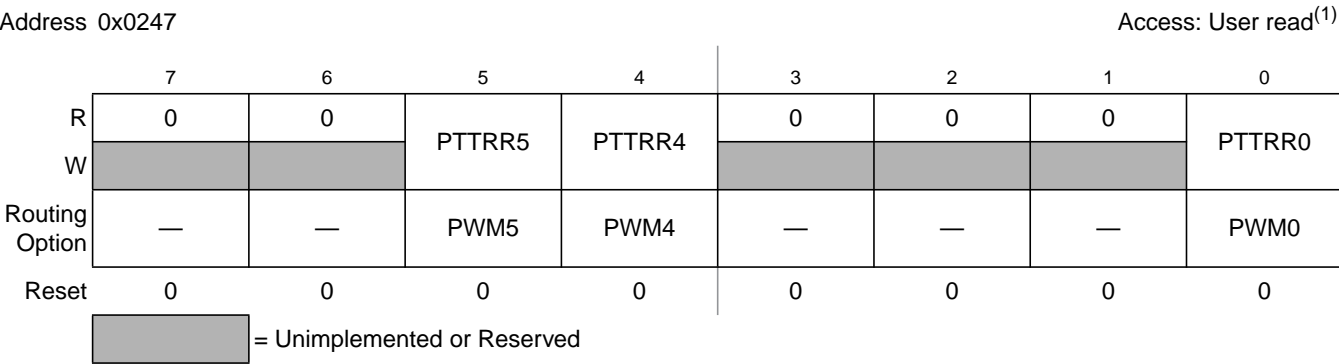 Address 0x0247 Access: User read(1)
7 6 5 4 3 2 1 0
R 0 0 PTTRR5 PTTRR4 0 0 0 PTTRR0
W
Routing Option — — PWM5 PWM4 — — — PWM0
Reset 0 0 0 0 0 0 0 0
= Unimplemented or Reserved